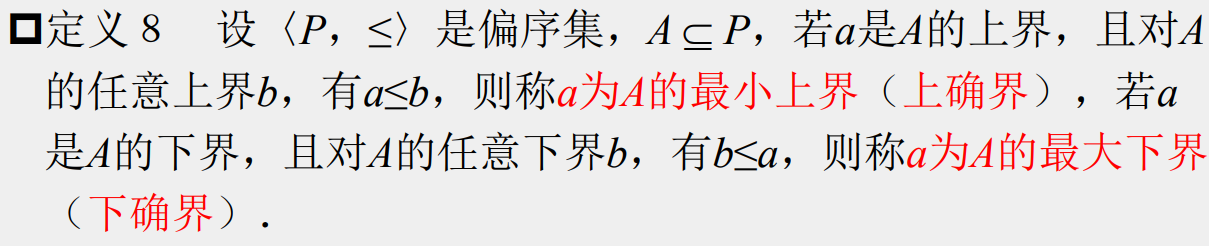 定义 8 设〈P，≤〉是偏序集，A ⊆ P，若a是A的上界，且对A
的任意上界b，有a≤b，则称a为A的最小上界（上确界），若a
是A的下界，且对A的任意下界b，有b≤a，则称a为A的最大下界
（下确界）．